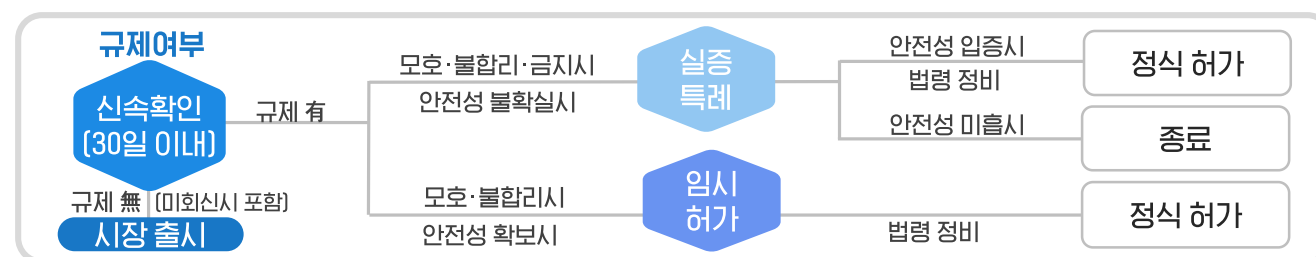 규제여부
신속확인
(30일 이내)
규제 有
규제 無 (미회신시 포함)
시장 출시
모호·불합리·금지시
안전성 불확실시
실증
특례
안전성 입증시
법령 정비
정식 허가
안전성 미흡시
종료
모호·불합리시
안전성 확보시
임시
허가
법령 정비
정식 허가